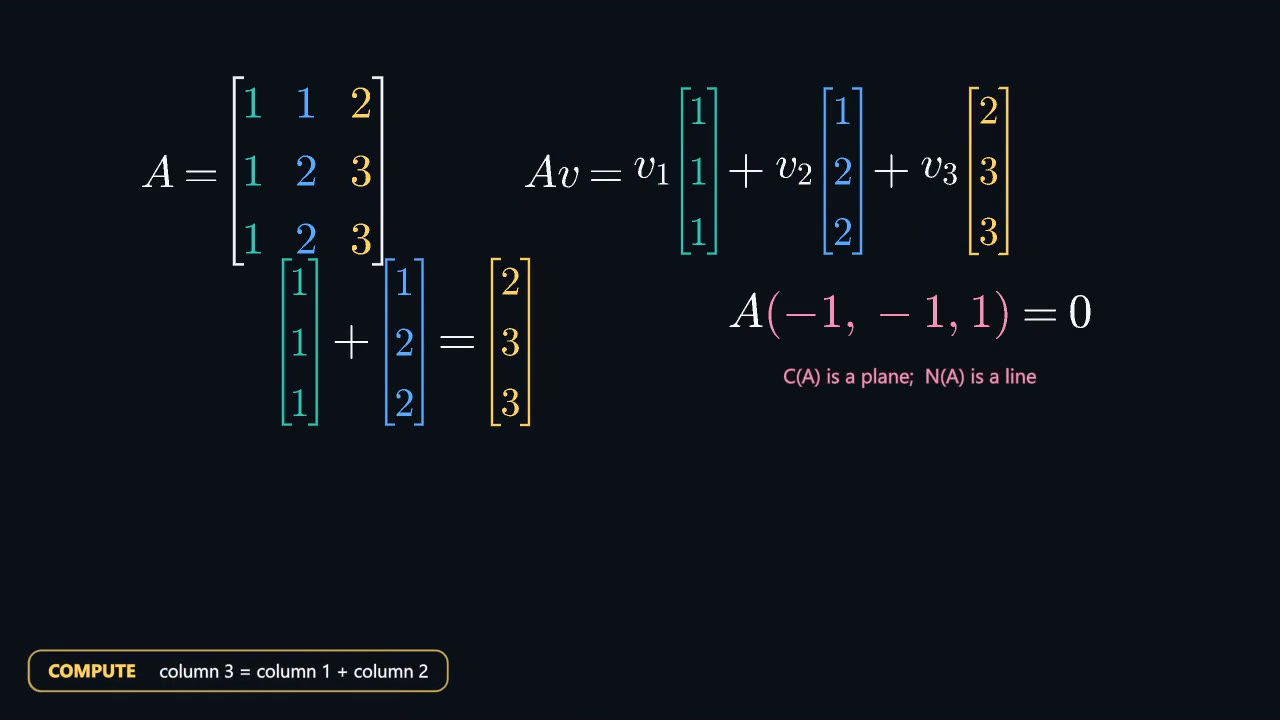 A = [1 1 2
1 2 3
1 2 3]
Av = v₁ [1 1 1] + v₂ [1 2 2] + v₃ [2 3 3]
[1 1 1] + [1 2 2] = [2 3 3]
A(−1, −1, 1) = 0
C(A) is a plane; N(A) is a line
COMPUTE column 3 = column 1 + column 2